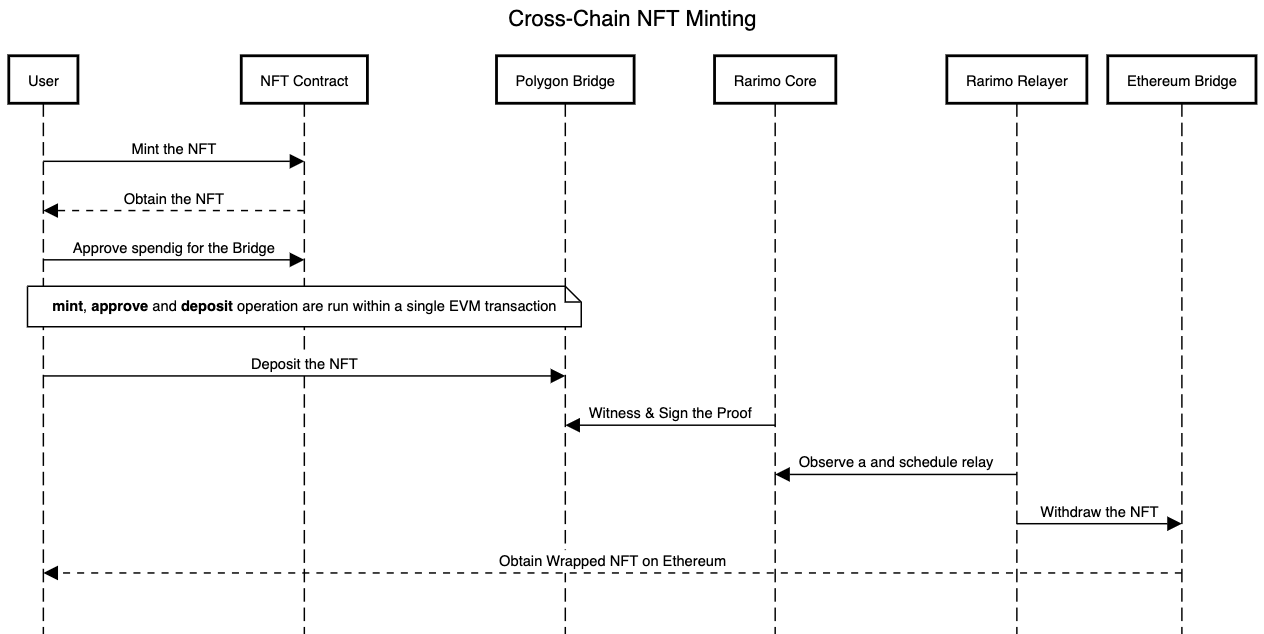 Cross-Chain NFT Minting
User
NFT Contract
Polygon Bridge
Rarimo Core
Rarimo Relayer
Ethereum Bridge
Mint the NFT
Obtain the NFT
Approve spendig for the Bridge
mint, approve and deposit operation are run within a single EVM transaction
Deposit the NFT
Witness & Sign the Proof
Observe a and schedule relay
Withdraw the NFT
Obtain Wrapped NFT on Ethereum